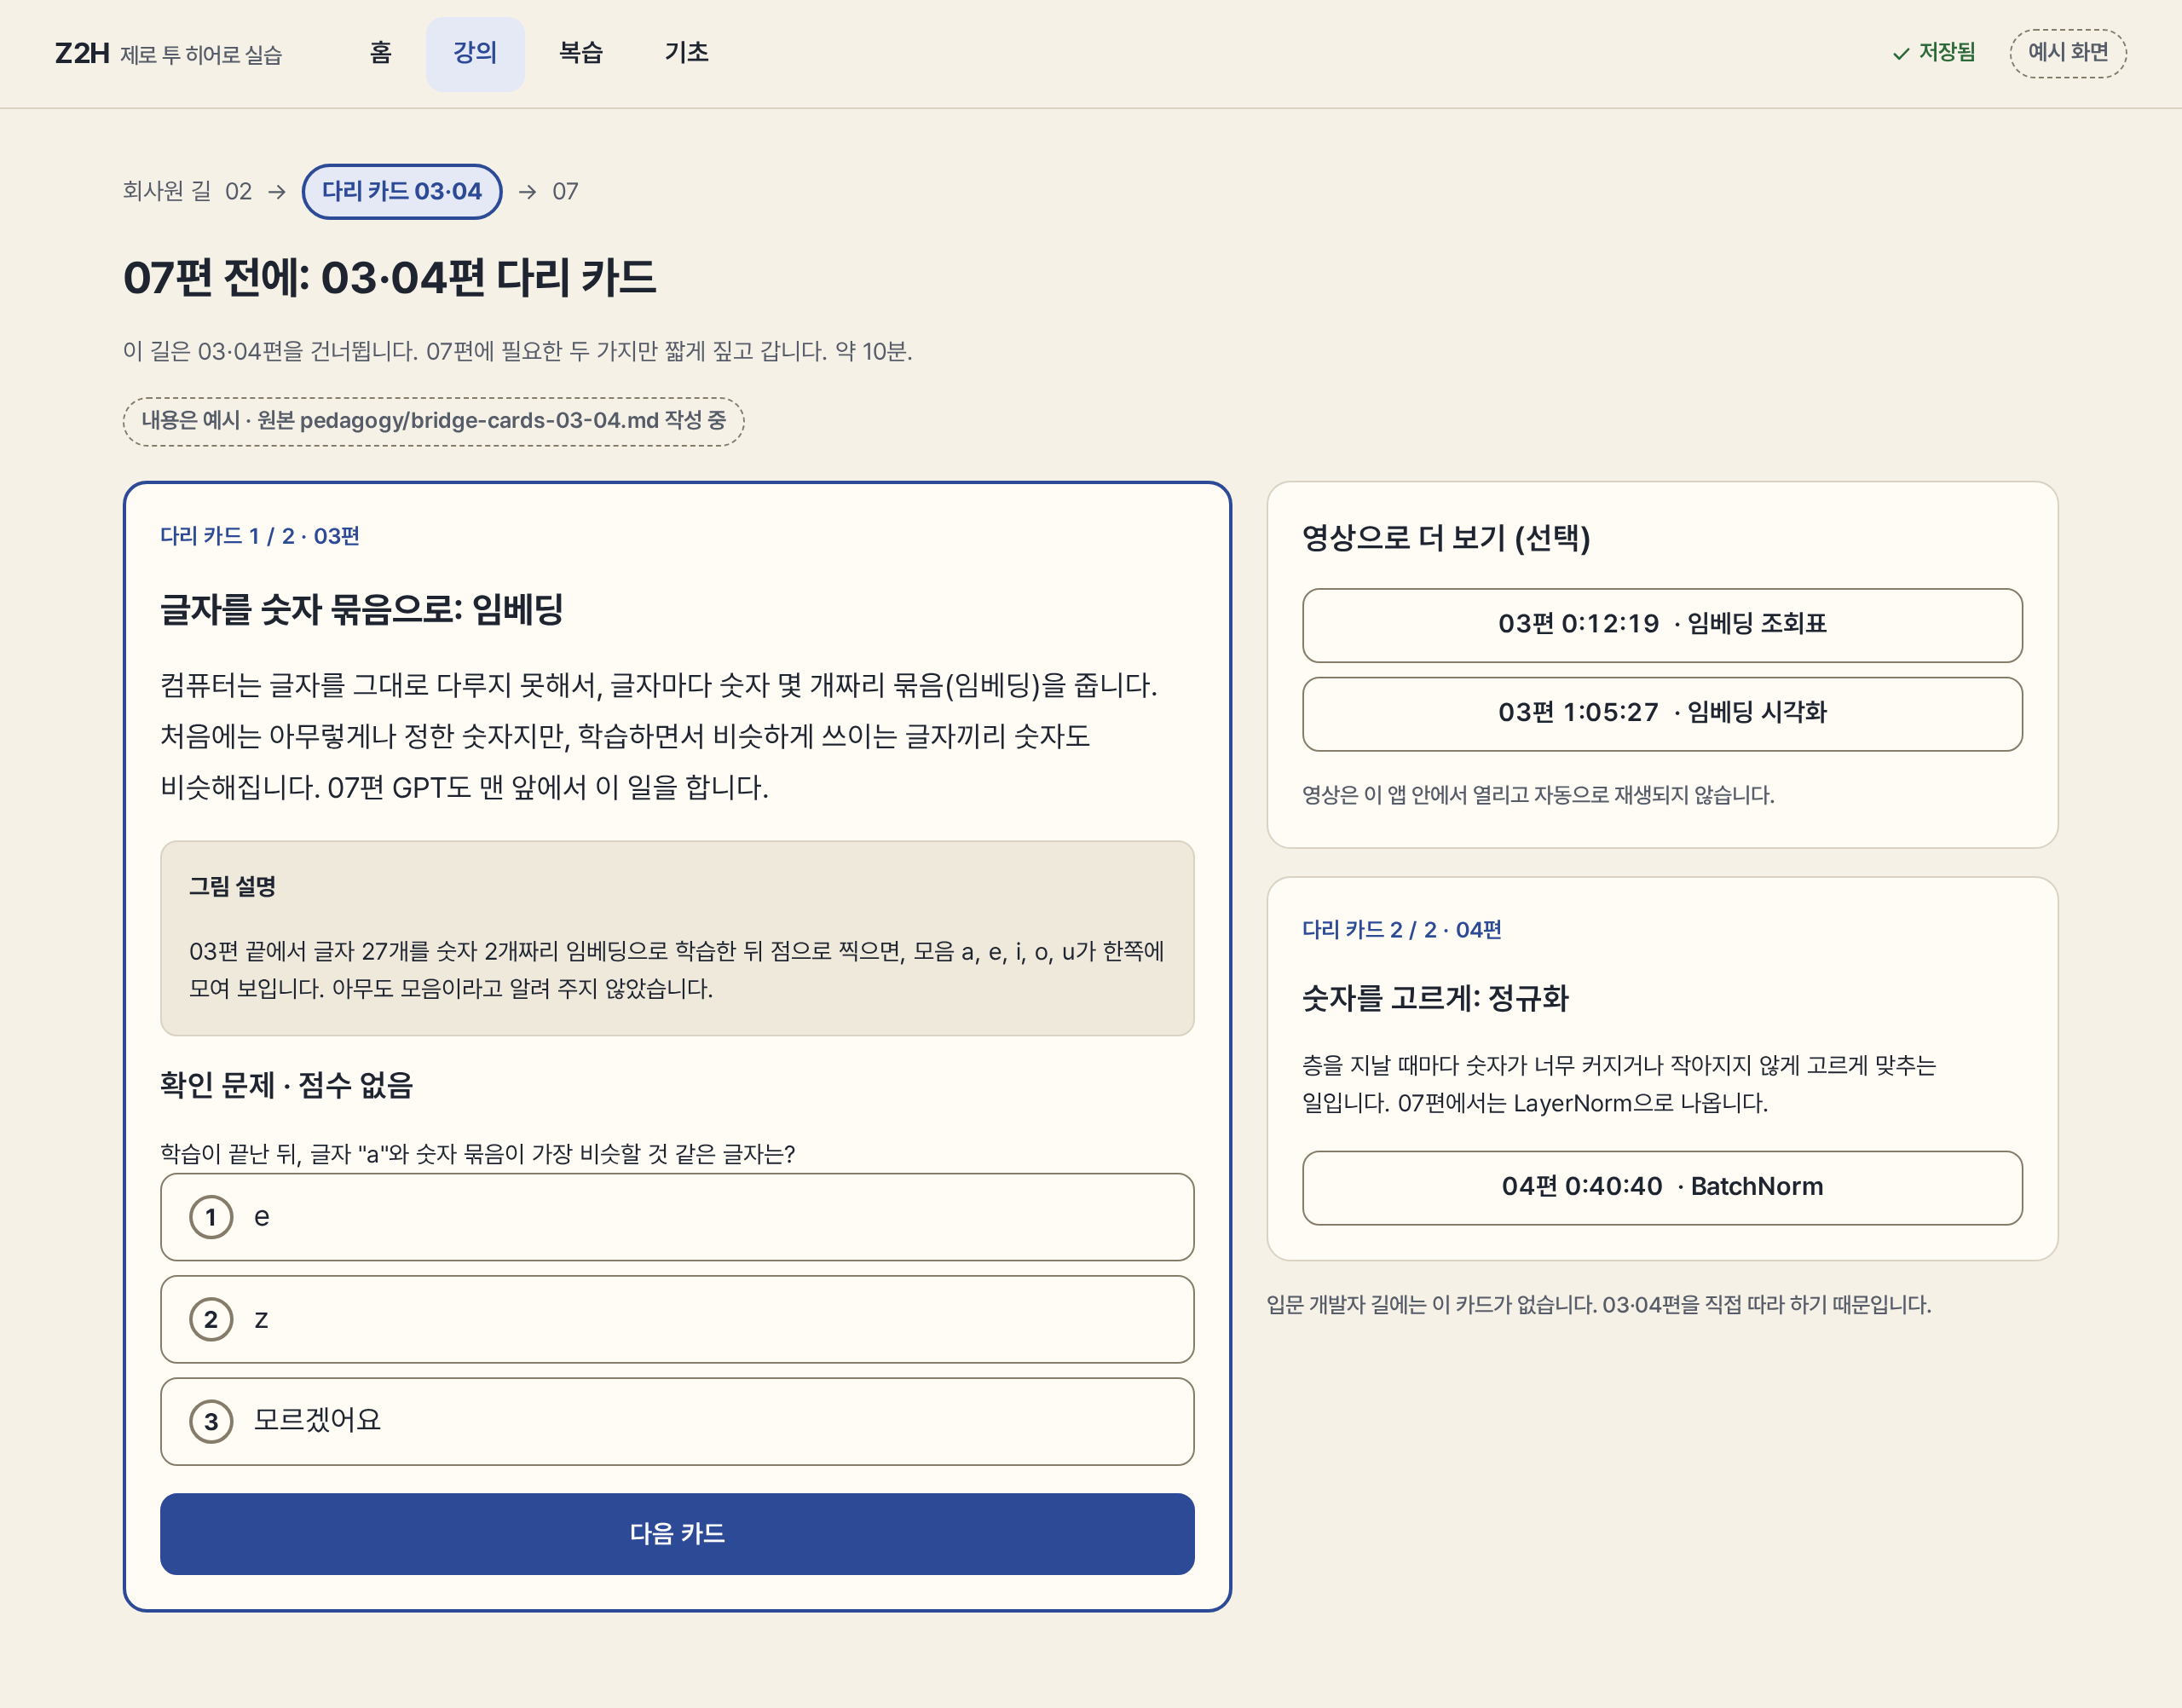 Z2H 제로 투 히어로 실습
홈
강의
복습
기초
✓ 저장됨
예시 화면
회사원 길 02 → 다리 카드 03·04 → 07
07편 전에: 03·04편 다리 카드
이 길은 03·04편을 건너뜁니다. 07편에 필요한 두 가지만 짧게 짚고 갑니다. 약 10분.
내용은 예시 · 원본 pedagogy/bridge-cards-03-04.md 작성 중
다리 카드 1 / 2 · 03편
글자를 숫자 묶음으로: 임베딩
컴퓨터는 글자를 그대로 다루지 못해서, 글자마다 숫자 몇 개짜리 묶음(임베딩)을 줍니다.
처음에는 아무렇게나 정한 숫자지만, 학습하면서 비슷하게 쓰이는 글자끼리 숫자도
비슷해집니다. 07편 GPT도 맨 앞에서 이 일을 합니다.
그림 설명
03편 끝에서 글자 27개를 숫자 2개짜리 임베딩으로 학습한 뒤 점으로 찍으면, 모음 a, e, i, o, u가 한쪽에
모여 보입니다. 아무도 모음이라고 알려 주지 않았습니다.
확인 문제 · 점수 없음
학습이 끝난 뒤, 글자 "a"와 숫자 묶음이 가장 비슷할 것 같은 글자는?
1 e
2 z
3 모르겠어요
다음 카드
영상으로 더 보기 (선택)
03편 0:12:19 · 임베딩 조회표
03편 1:05:27 · 임베딩 시각화
영상은 이 앱 안에서 열리고 자동으로 재생되지 않습니다.
다리 카드 2 / 2 · 04편
숫자를 고르게: 정규화
층을 지날 때마다 숫자가 너무 커지거나 작아지지 않게 고르게 맞추는
일입니다. 07편에서는 LayerNorm으로 나옵니다.
04편 0:40:40 · BatchNorm
입문 개발자 길에는 이 카드가 없습니다. 03·04편을 직접 따라 하기 때문입니다.